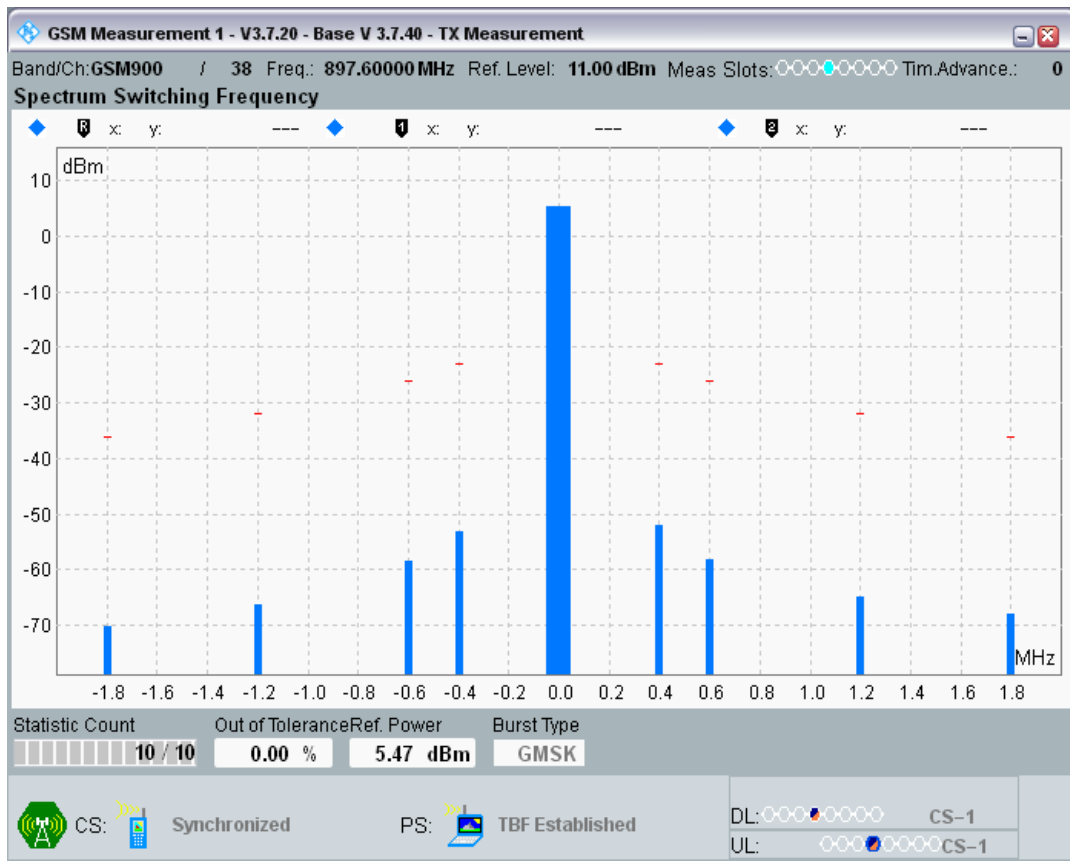 GSM Measurement 1 - V3.7.20 - Base V 3.7.40 - TX Measurement
Band/Ch:GSM900 / 38 Freq.: 897.60000 MHz Ref. Level: 11.00 dBm Meas Slots: Tim.Advance.: 0
Spectrum Switching Frequency
R x: y: --- 1 x: y: --- 2 x: y: ---
dBm
10
0
-10
-20
-30
-40
-50
-60
-70
MHz
-1.8 -1.6 -1.4 -1.2 -1.0 -0.8 -0.6 -0.4 -0.2 0.0 0.2 0.4 0.6 0.8 1.0 1.2 1.4 1.6 1.8
Statistic Count Out of Tolerance Ref. Power Burst Type
10 / 10 0.00 % 5.47 dBm GMSK
CS: Synchronized PS: TBF Established
DL: CS-1
UL: CS-1